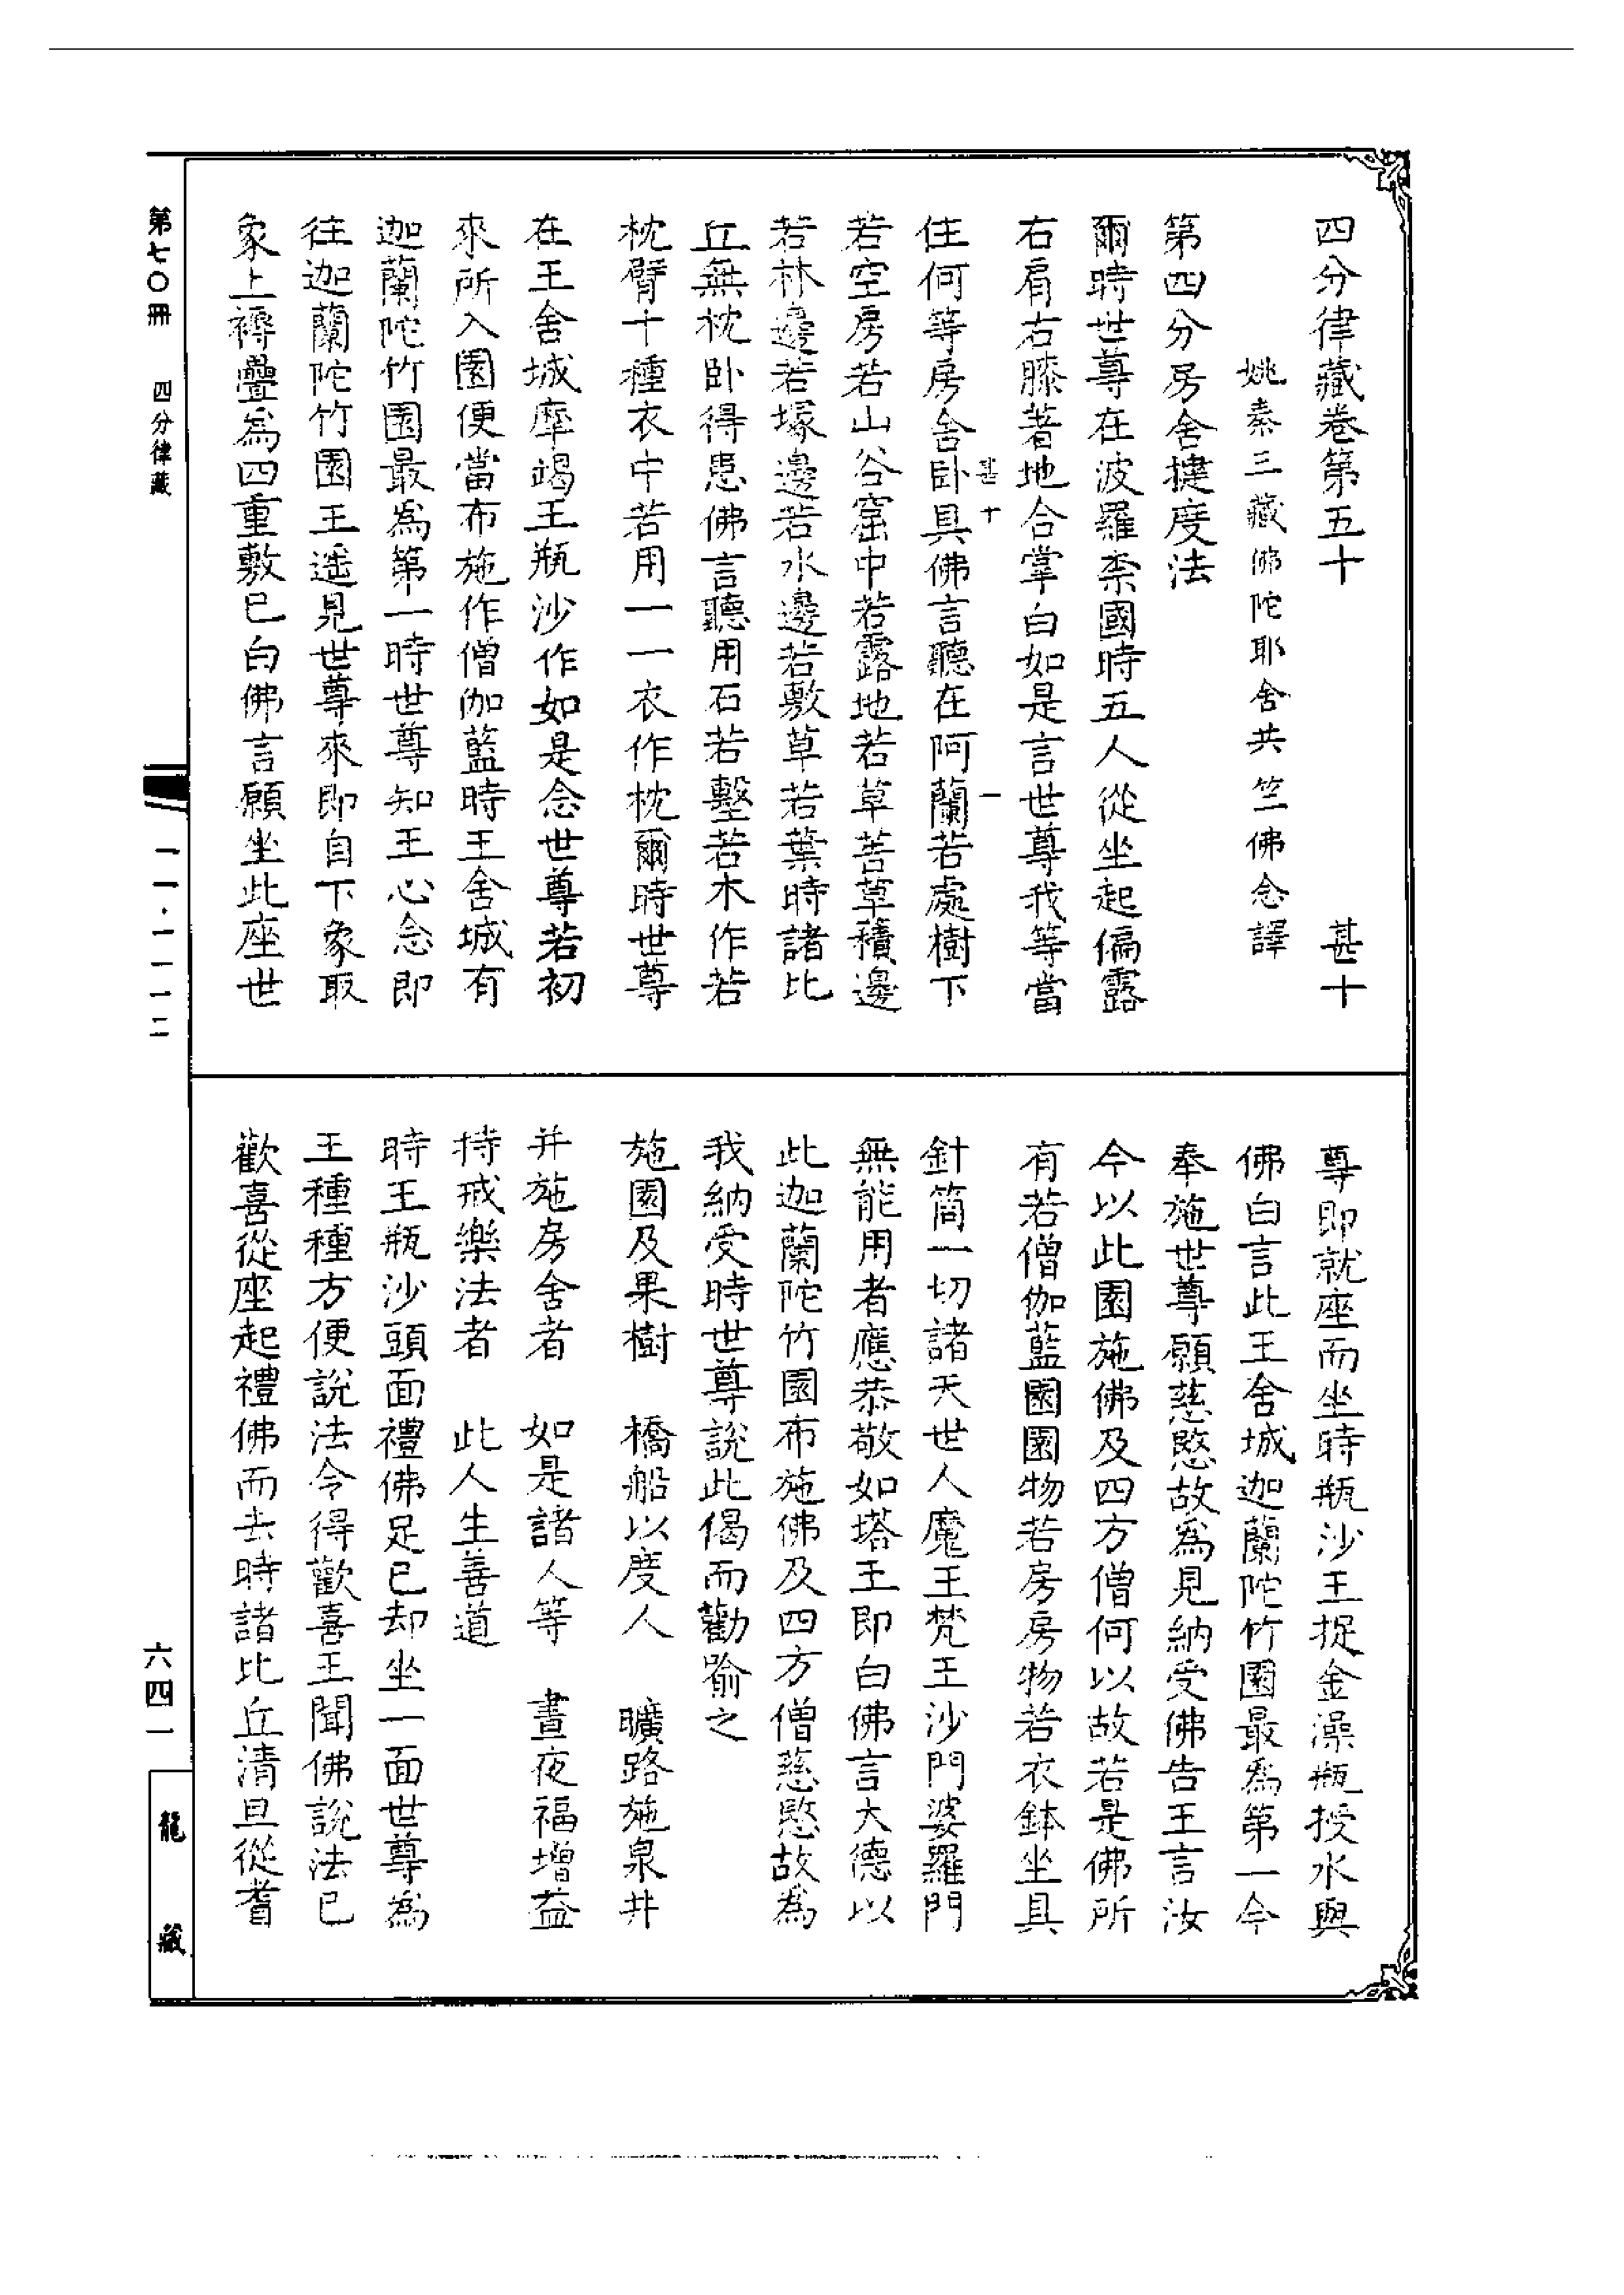 四分律藏卷第五十　甚十
姚秦三藏佛陀耶舍共竺佛念譯
第四分房舍揵度法
爾時世尊在波羅柰國時五人從坐起偏露
右肩右膝著地合掌白如是言世尊我等當
甚十　一
住何等房舍卧具佛言聽在阿蘭若處樹下
若空房若山谷窟中若露地若草菩草積邊
若林邊若塚邊若水邊若敷草若葉時諸比
丘無枕卧得患佛言聽用石若墼若木作若
枕臂十種衣中若用一一衣作枕爾時世尊
在王舍城摩竭王瓶沙作如是念世尊若初
來所入園便當布施作僧伽藍時王舍城有
迦蘭陀竹園最為第一時世尊知王心念即
往迦蘭陀竹園王遙見世尊來即自下象取
象上褥疊為四重敷已白佛言願坐此座世
尊即就座而坐時瓶沙王捉金澡瓶授水與
佛白言此王舍城迦蘭陀竹園最為第一今
奉施世尊願慈愍故為見納受佛告王言汝
今以此園施佛及四方僧何以故若是佛所
有若僧伽藍園園物若房房物若衣鉢坐具
針筒一切諸天世人魔王梵王沙門婆羅門
無能用者應恭敬如塔王即白佛言大德以
此迦蘭陀竹園布施佛及四方僧慈愍故為
我納受時世尊說此偈而勸喻之
施園及果樹　橋船以度人　曠路施泉井
并施房舍者　如是諸人等　晝夜福增益
持戒樂法者　此人生善道
時王瓶沙頭面禮佛足已却坐一面世尊為
王種種方便說法令得歡喜王聞佛說法已
歡喜從座起禮佛而去時諸比丘清旦從耆
第七〇冊　四分律藏
一一·一一一二
六四一
龍藏